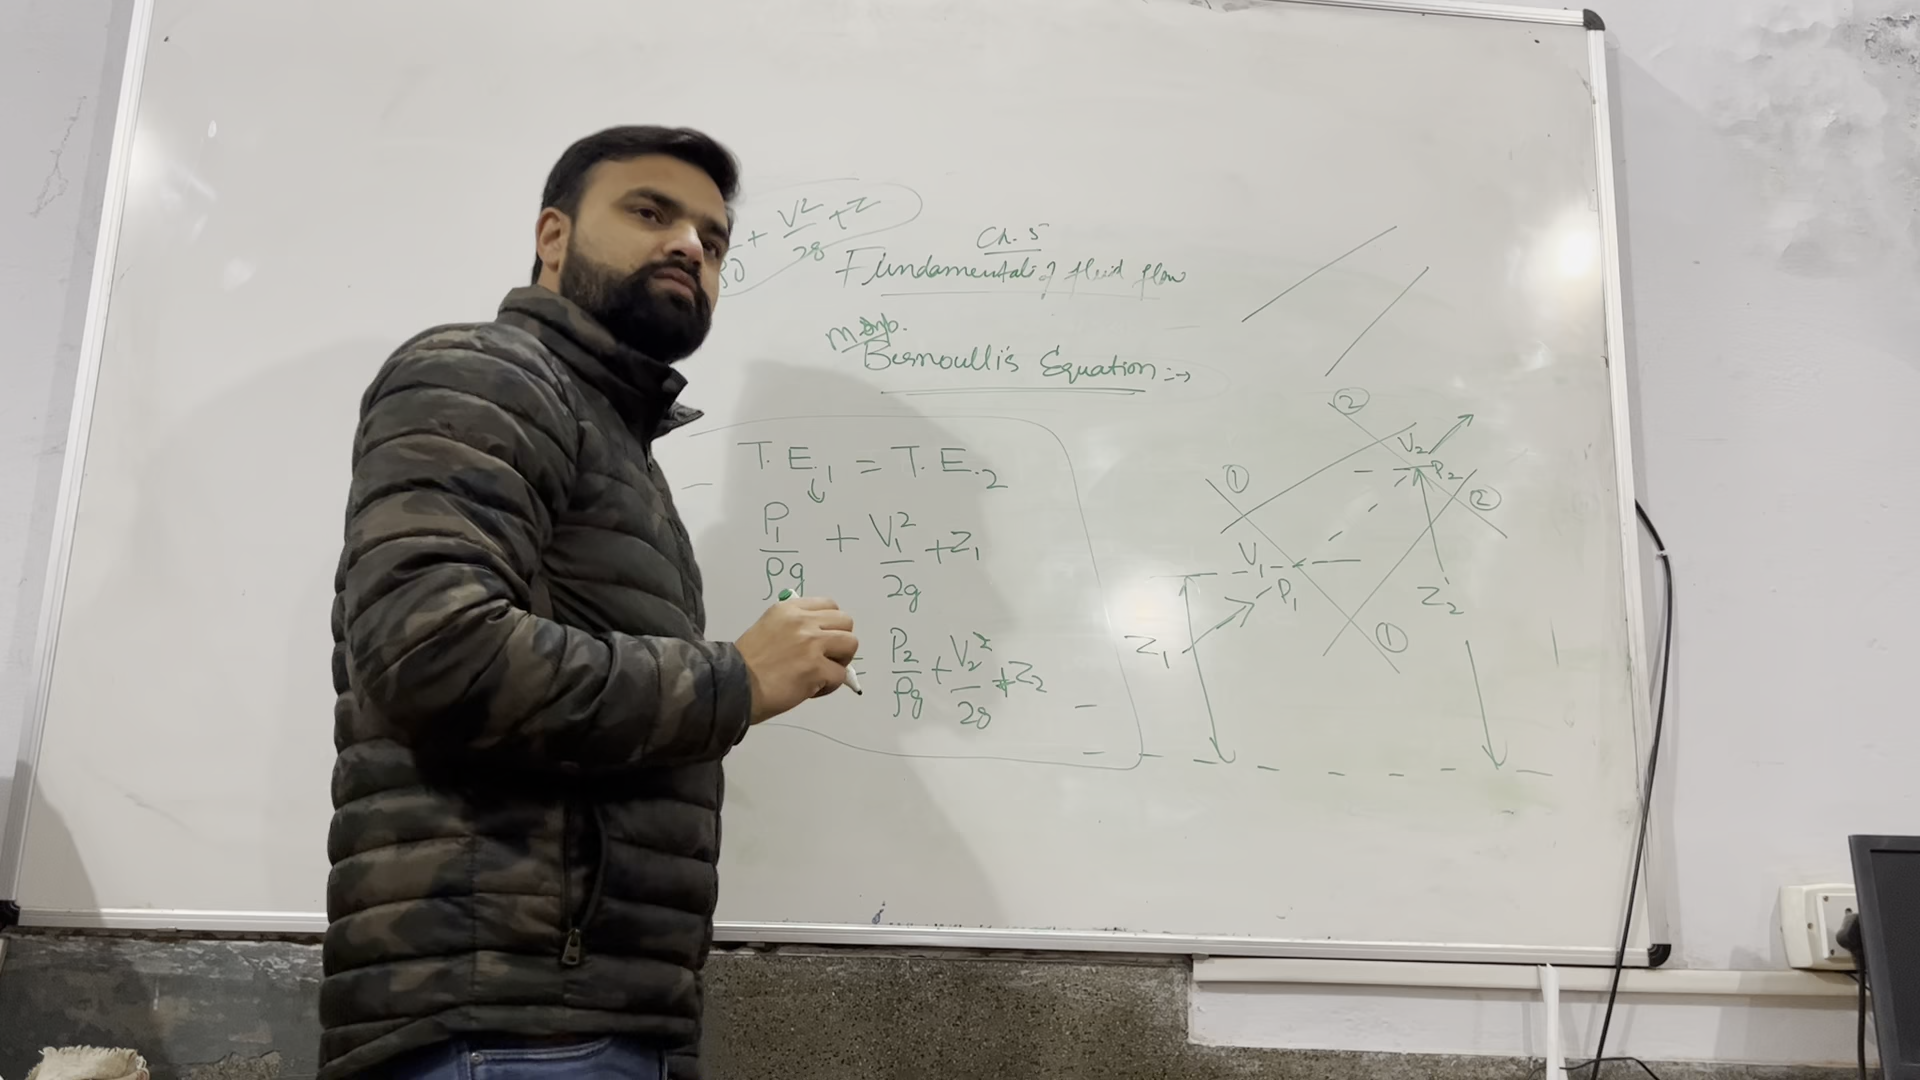 + V²/2g + Z
Ch. 5
Fundamentals of fluid flow
Bernoulli's Equation :→
T.E.₁ = T.E.₂
P₁/ρg + V₁²/2g + Z₁
= P₂/ρg + V₂²/2g + Z₂
②
V₂
P₂
①
②
V₁
P₁
Z₂
Z₁
①